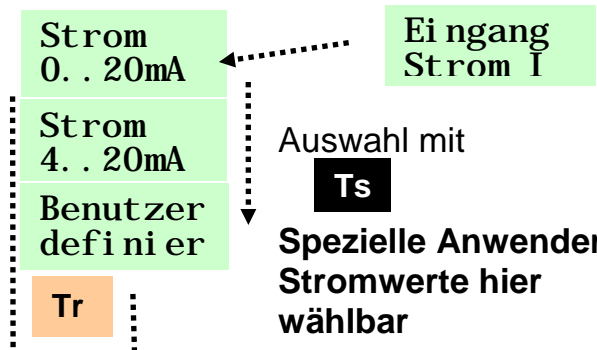 Strom
0..20mA
Eingang
Strom I
Strom
4..20mA
Auswahl mit
Ts
Benutzer
definier
Spezielle Anwender
Stromwerte hier
wählbar
Tr